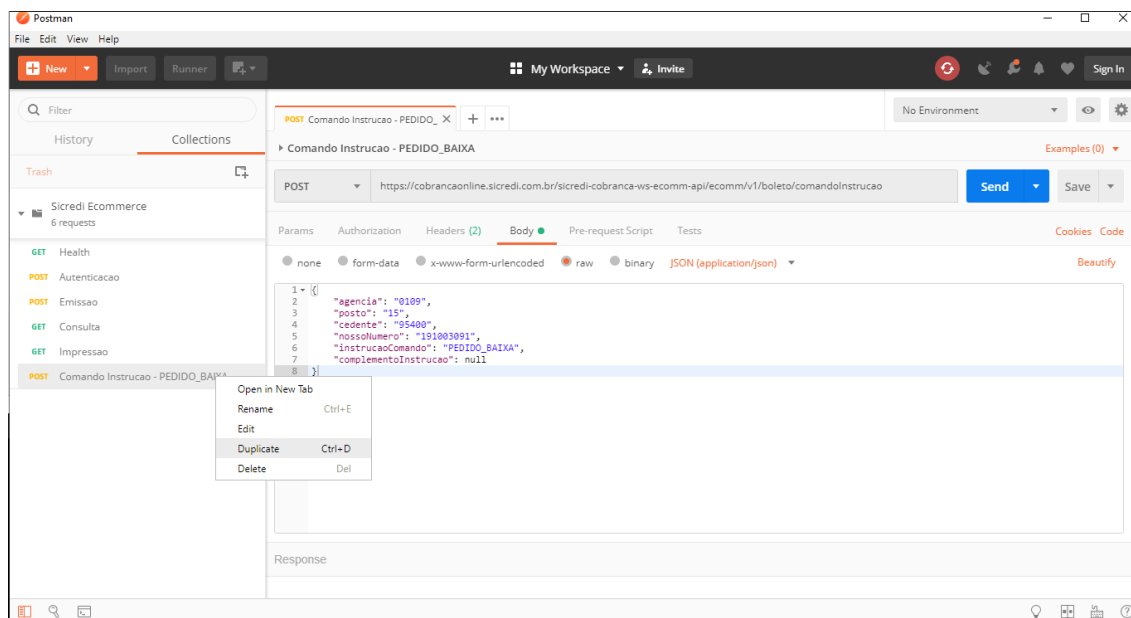 Postman
File Edit View Help
New Import Runner My Workspace Invite Sign In
Filter
History Collections
Trash
Sicredi Ecommerce
6 requests
GET Health
POST Autenticacao
POST Emissao
GET Consulta
GET Impressao
POST Comando Instrucao - PEDIDO_BAIXA
Open in New Tab
Rename Ctrl+E
Edit
Duplicate Ctrl+D
Delete Del
POST Comando Instrucao - PEDIDO_ X + •••
No Environment
Comando Instrucao - PEDIDO_BAIXA Examples (0)
POST https://cobrancaonline.sicredi.com.br/sicredi-cobranca-ws-ecomm-api/ecomm/v1/boleto/comandoInstrucao Send Save
Params Authorization Headers (2) Body Pre-request Script Tests Cookies Code
none form-data x-www-form-urlencoded raw binary JSON (application/json) Beautify
1 {
2 "agencia": "0109",
3 "posto": "15",
4 "cedente": "95400",
5 "nossoNumero": "191003091",
6 "instrucaoComando": "PEDIDO_BAIXA",
7 "complementoInstrucao": null
8 }
Response